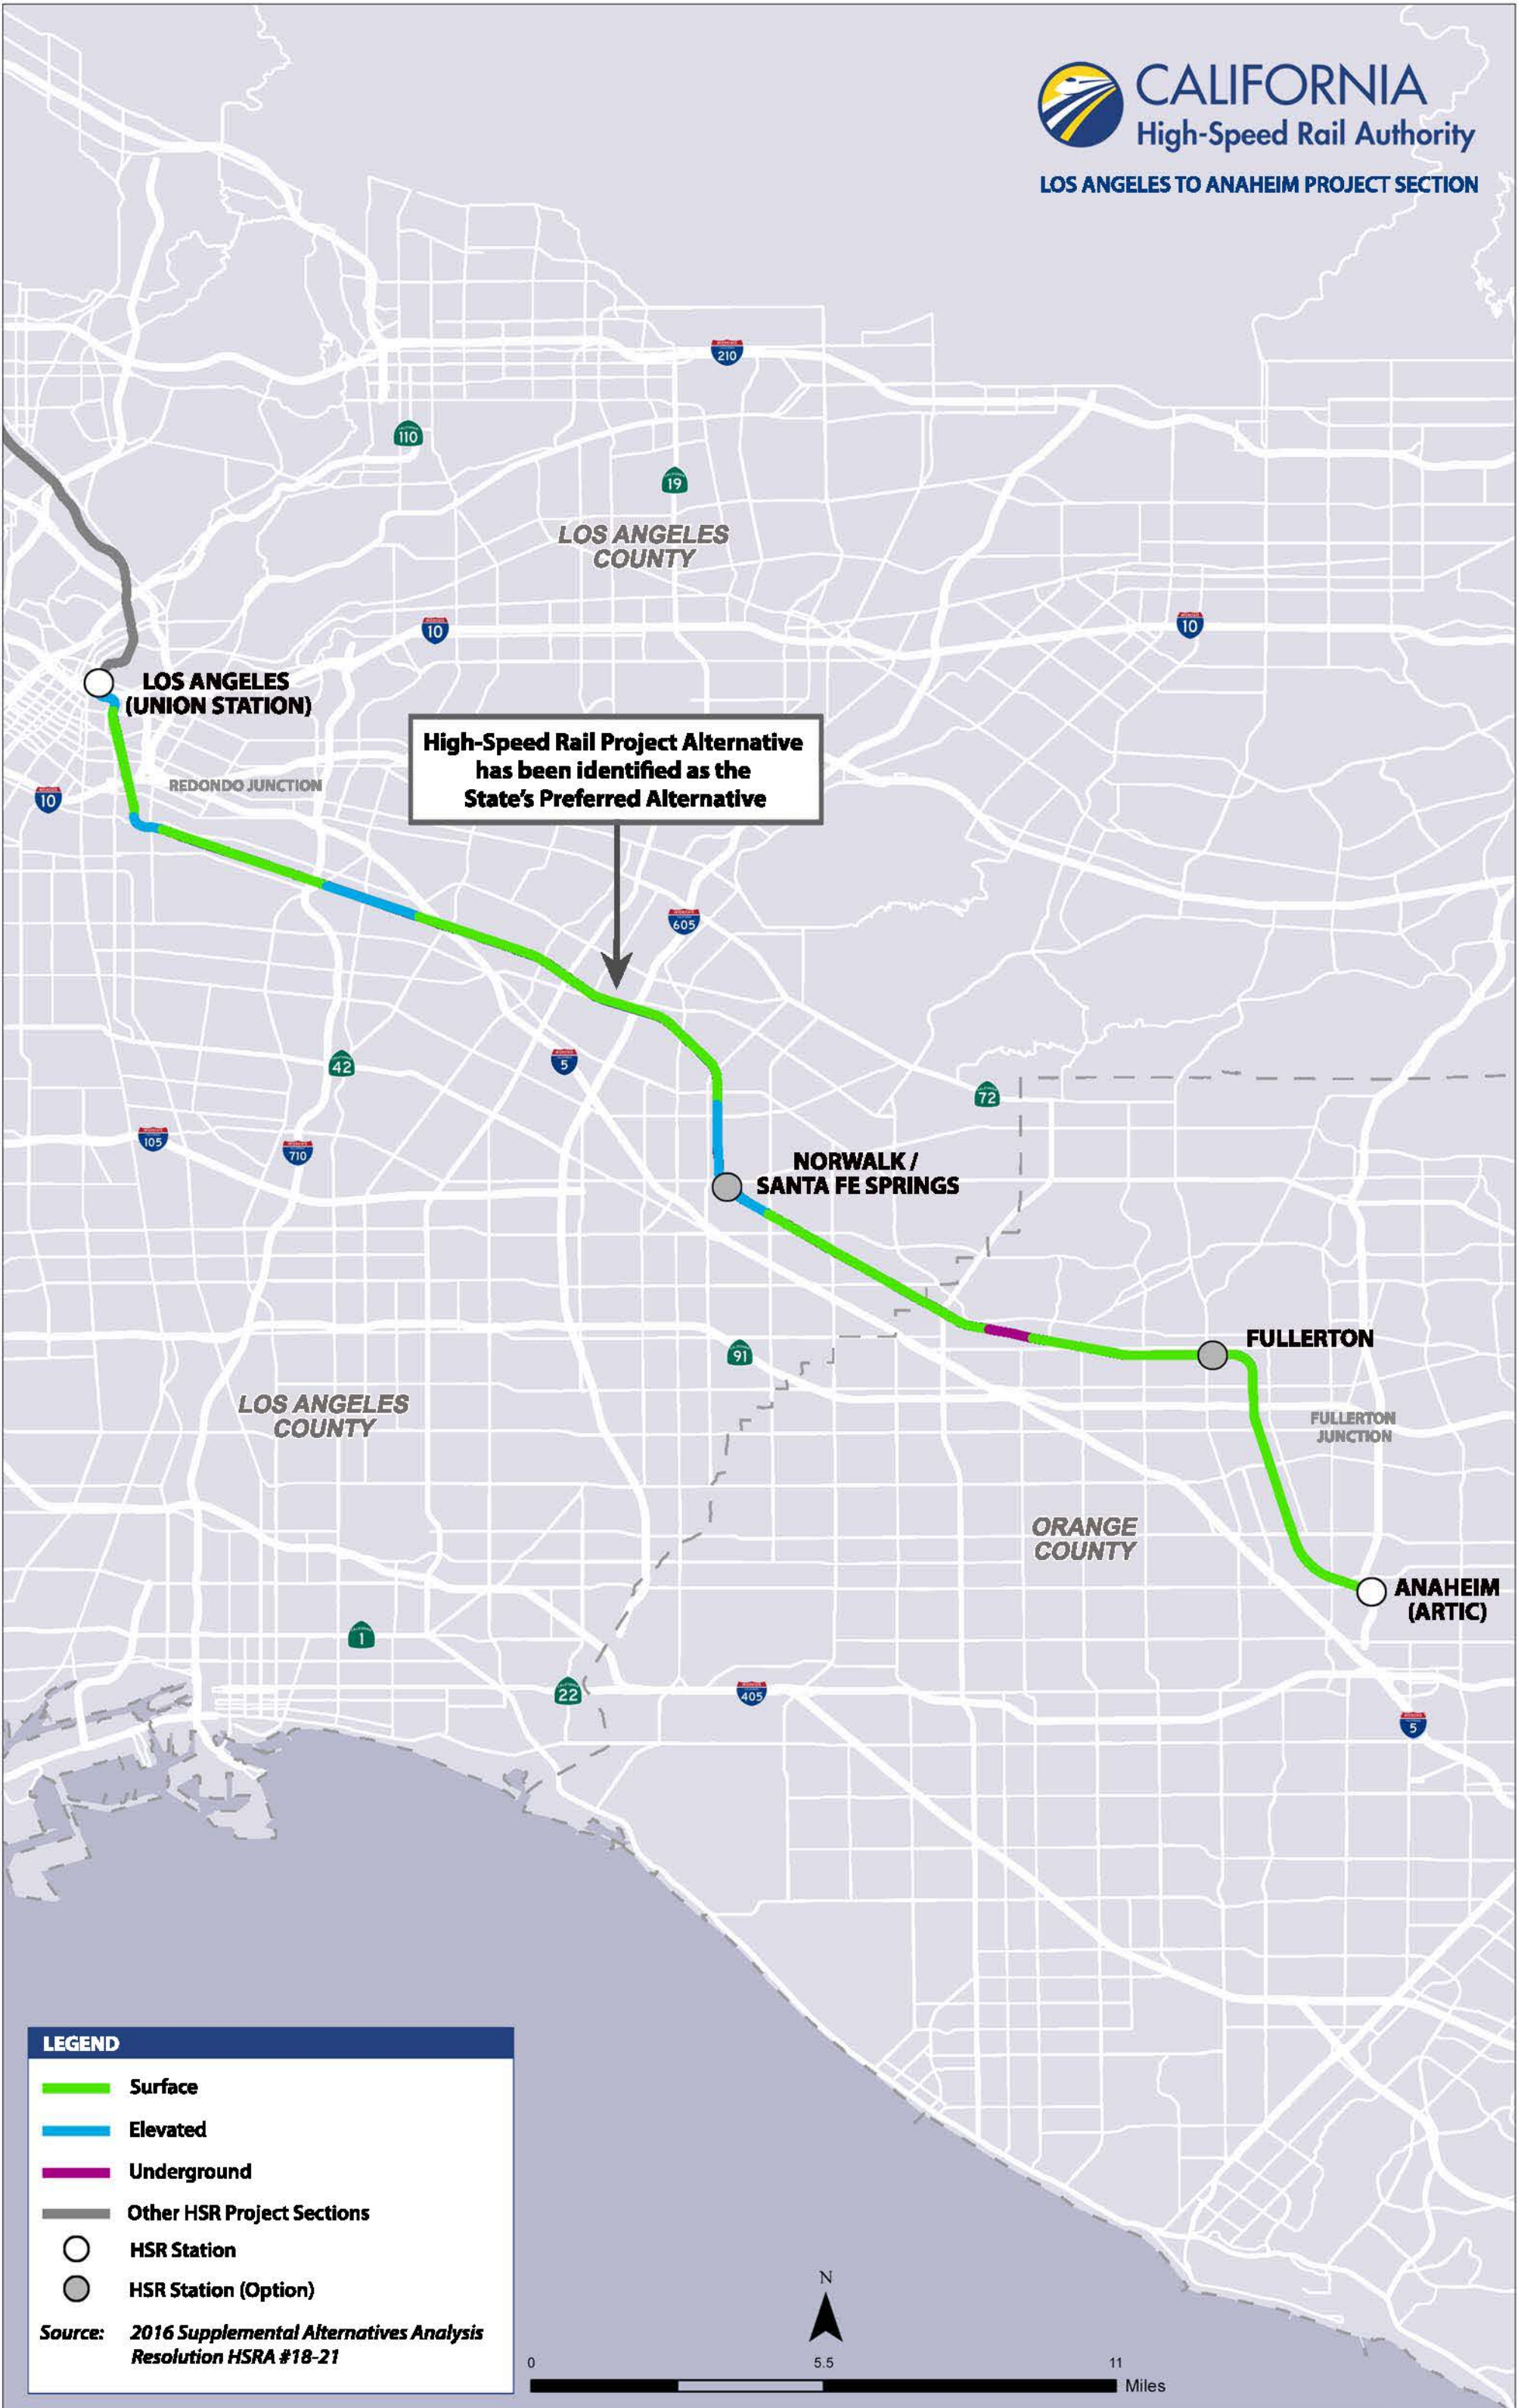 CALIFORNIA
High-Speed Rail Authority
LOS ANGELES TO ANAHEIM PROJECT SECTION
210
110
19
LOS ANGELES
COUNTY
10
10
LOS ANGELES
(UNION STATION)
High-Speed Rail Project Alternative
has been identified as the
State's Preferred Alternative
REDONDO JUNCTION
10
605
5
42
72
105
710
NORWALK /
SANTA FE SPRINGS
FULLERTON
91
LOS ANGELES
COUNTY
FULLERTON
JUNCTION
ORANGE
COUNTY
ANAHEIM
(ARTIC)
1
22
405
5
LEGEND
Surface
Elevated
Underground
Other HSR Project Sections
HSR Station
HSR Station (Option)
Source: 2016 Supplemental Alternatives Analysis
Resolution HSRA #18-21
N
0 5.5 11
Miles